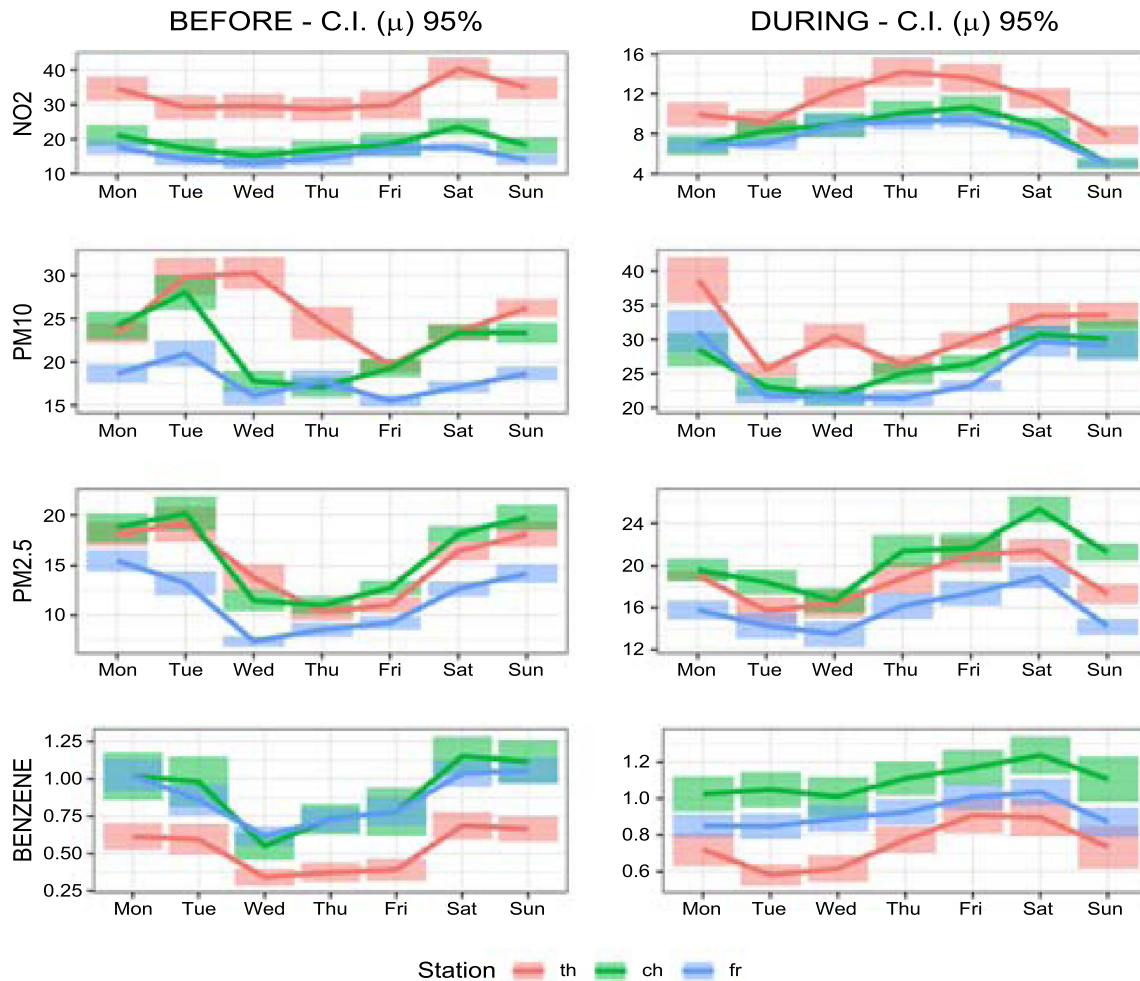 BEFORE - C.I. (μ) 95%
DURING - C.I. (μ) 95%
NO2
40
30
20
10
Mon Tue Wed Thu Fri Sat Sun
16
12
8
4
Mon Tue Wed Thu Fri Sat Sun
PM10
30
25
20
15
Mon Tue Wed Thu Fri Sat Sun
40
35
30
25
20
Mon Tue Wed Thu Fri Sat Sun
PM2.5
20
15
10
Mon Tue Wed Thu Fri Sat Sun
24
20
16
12
Mon Tue Wed Thu Fri Sat Sun
BENZENE
1.25
1.00
0.75
0.50
0.25
Mon Tue Wed Thu Fri Sat Sun
1.2
1.0
0.8
0.6
Mon Tue Wed Thu Fri Sat Sun
Station th ch fr